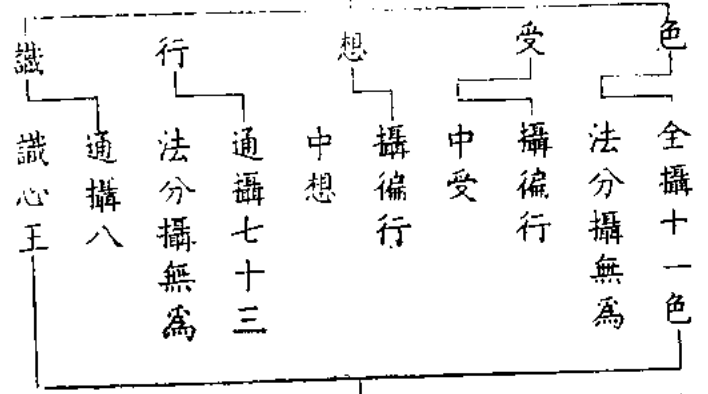 色
受
想
行
識
全攝十一色
法分攝無為
攝徧行
中受
攝徧行
中想
通攝七十三
法分攝無為
通攝八
識心王